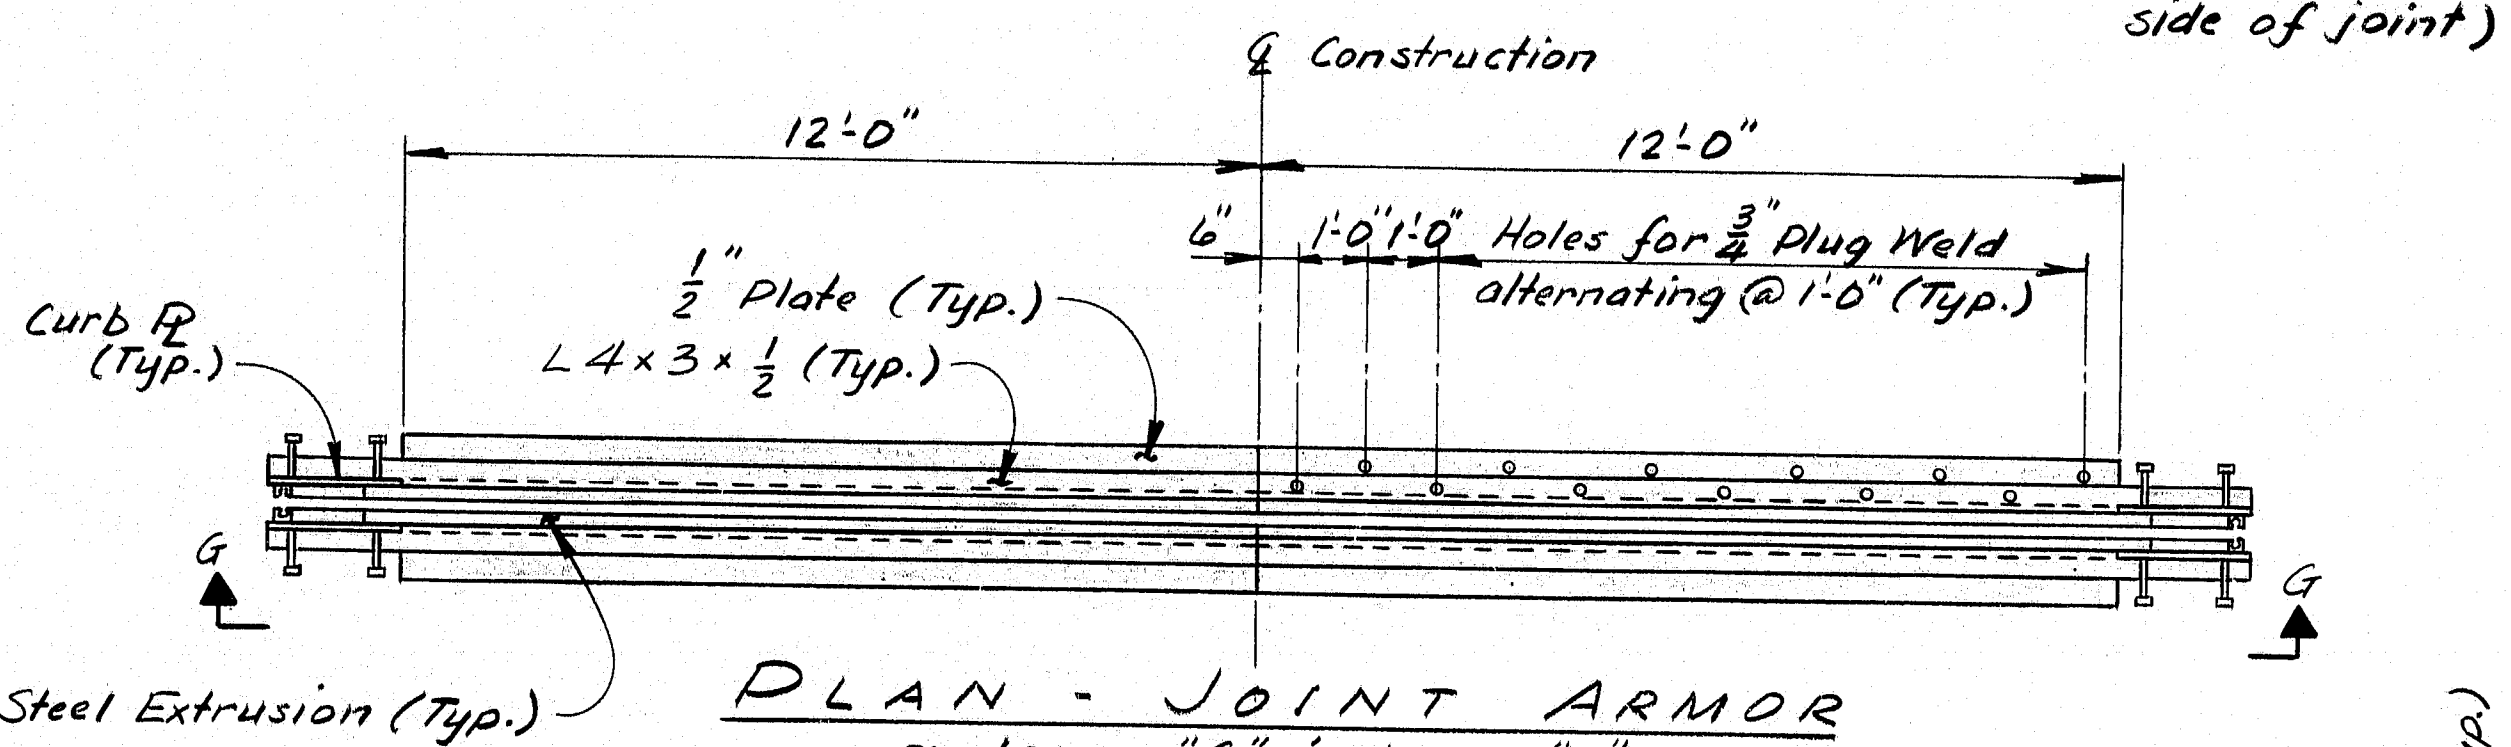 side of joint)
℄ Construction
12'-0"
12'-0"
6"
1'-0"
1'-0"
Holes for 3/4" Plug Weld
alternating @ 1'-0" (Typ.)
1/2" Plate (Typ.)
Curb ℙL
(Typ.)
L 4 x 3 x 1/2 (Typ.)
G
G
Steel Extrusion (Typ.)
PLAN - JOINT ARMOR